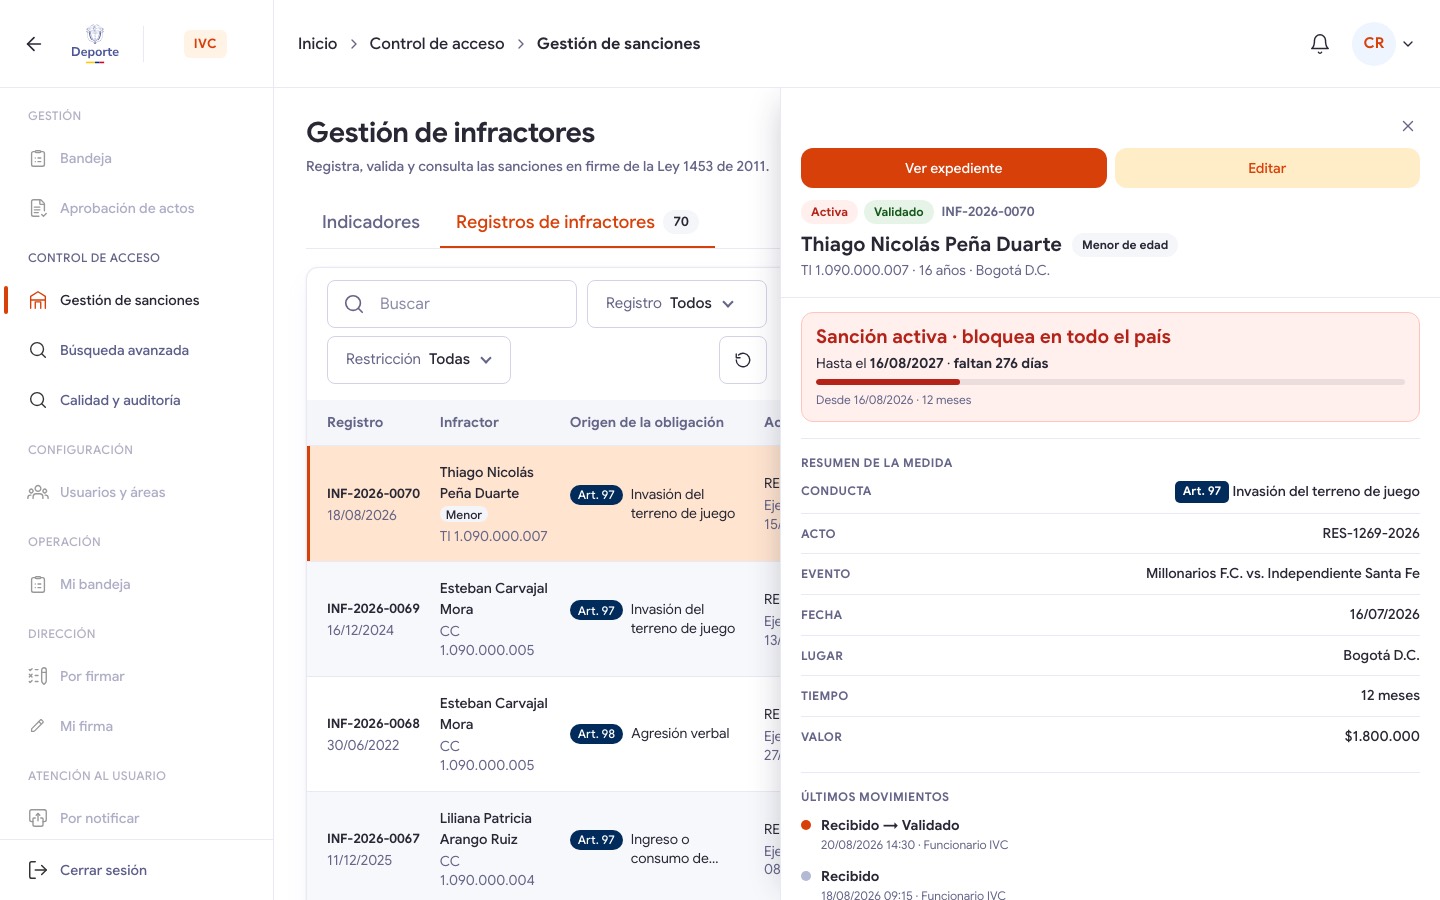 Deporte
IVC
Inicio > Control de acceso > Gestión de sanciones
CR
GESTIÓN
Bandeja
Aprobación de actos
CONTROL DE ACCESO
Gestión de sanciones
Búsqueda avanzada
Calidad y auditoría
CONFIGURACIÓN
Usuarios y áreas
OPERACIÓN
Mi bandeja
DIRECCIÓN
Por firmar
Mi firma
ATENCIÓN AL USUARIO
Por notificar
Cerrar sesión
Gestión de infractores
Registra, valida y consulta las sanciones en firme de la Ley 1453 de 2011.
Indicadores
Registros de infractores 70
Buscar
Registro Todos
Restricción Todas
Registro Infractor Origen de la obligación
INF-2026-0070
18/08/2026
Thiago Nicolás
Peña Duarte
Menor
TI 1.090.000.007
Art. 97 Invasión del
terreno de juego
RE
Eje
15/
INF-2026-0069
16/12/2024
Esteban Carvajal
Mora
CC
1.090.000.005
Art. 97 Invasión del
terreno de juego
RE
Eje
13/
INF-2026-0068
30/06/2022
Esteban Carvajal
Mora
CC
1.090.000.005
Art. 98 Agresión verbal
RE
Eje
27/
INF-2026-0067
11/12/2025
Liliana Patricia
Arango Ruiz
CC
1.090.000.004
Art. 97 Ingreso o
consumo de...
RE
Eje
08
Ver expediente
Editar
Activa Validado INF-2026-0070
Thiago Nicolás Peña Duarte Menor de edad
TI 1.090.000.007 · 16 años · Bogotá D.C.
Sanción activa · bloquea en todo el país
Hasta el 16/08/2027 · faltan 276 días
Desde 16/08/2026 · 12 meses
RESUMEN DE LA MEDIDA
CONDUCTA Art. 97 Invasión del terreno de juego
ACTO RES-1269-2026
EVENTO Millonarios F.C. vs. Independiente Santa Fe
FECHA 16/07/2026
LUGAR Bogotá D.C.
TIEMPO 12 meses
VALOR $1.800.000
ÚLTIMOS MOVIMIENTOS
Recibido → Validado
20/08/2026 14:30 · Funcionario IVC
Recibido
18/08/2026 09:15 · Funcionario IVC